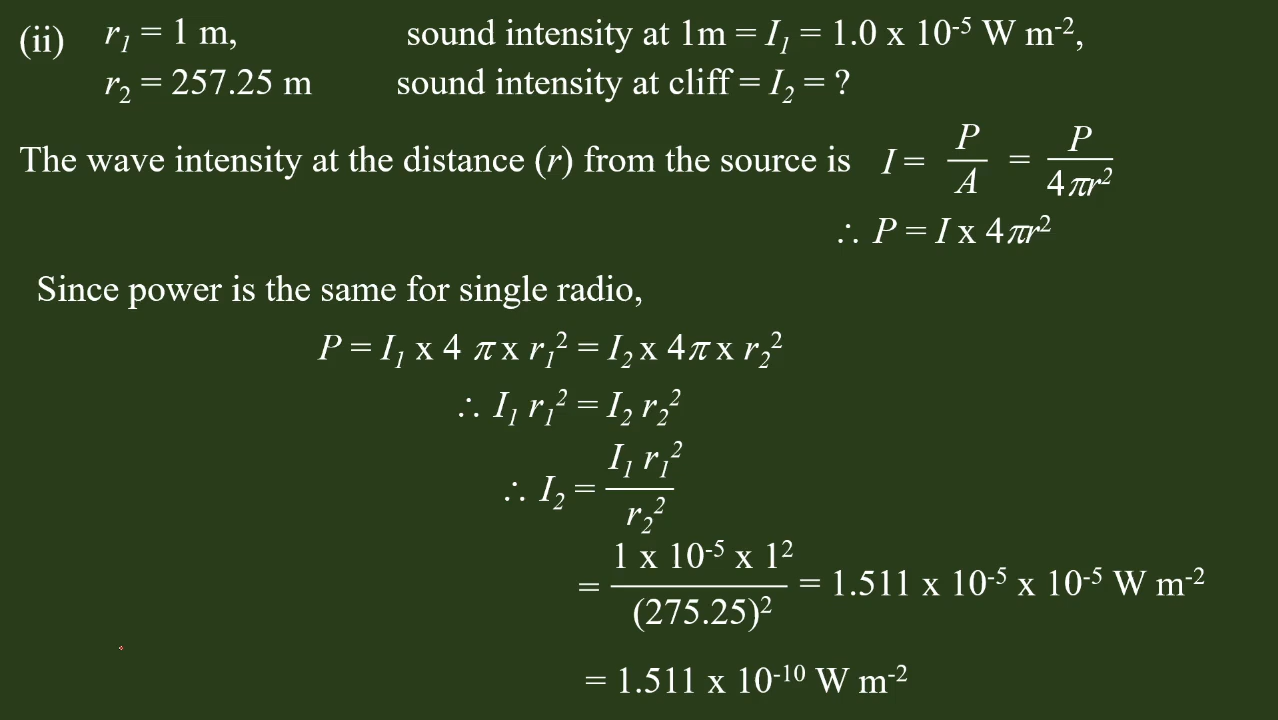 (ii) r₁ = 1 m, sound intensity at 1m = I₁ = 1.0 x 10⁻⁵ W m⁻²,
r₂ = 257.25 m sound intensity at cliff = I₂ = ?
The wave intensity at the distance (r) from the source is I = P/A = P/4πr²
∴ P = I x 4πr²
Since power is the same for single radio,
P = I₁ x 4 π x r₁² = I₂ x 4π x r₂²
∴ I₁ r₁² = I₂ r₂²
∴ I₂ = I₁ r₁² / r₂²
= 1 x 10⁻⁵ x 1² / (275.25)² = 1.511 x 10⁻⁵ x 10⁻⁵ W m⁻²
= 1.511 x 10⁻¹⁰ W m⁻²